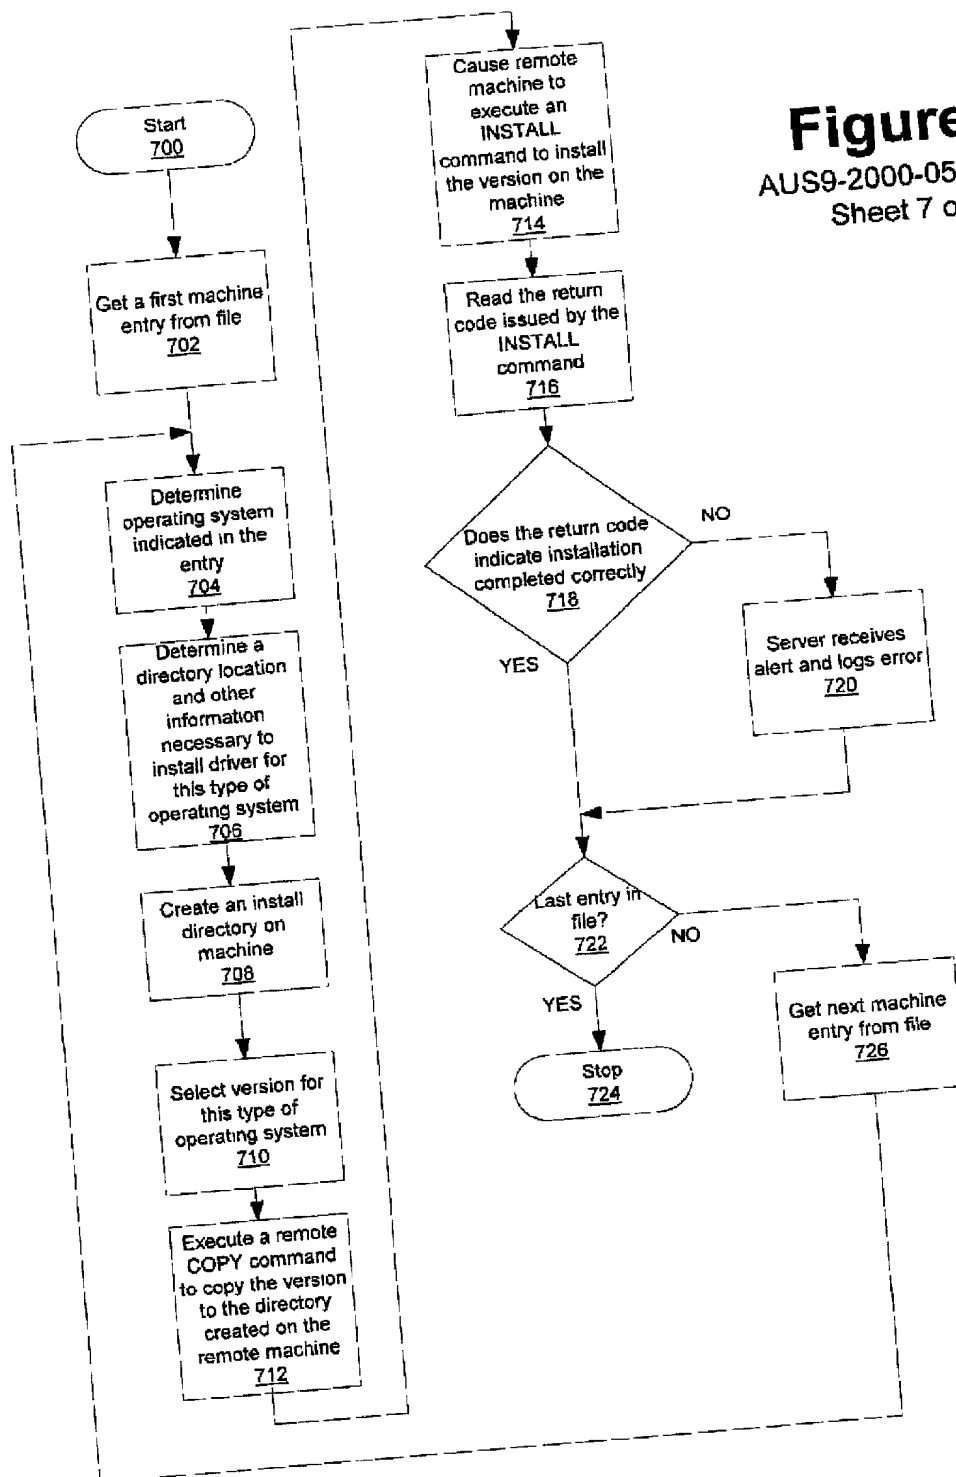 Start
700
Get a first machine
entry from file
702
Determine
operating system
indicated in the
entry
704
Determine a
directory location
and other
information
necessary to
install driver for
this type of
operating system
706
Create an install
directory on
machine
708
Select version for
this type of
operating system
710
Execute a remote
COPY command
to copy the version
to the directory
created on the
remote machine
712
Cause remote
machine to
execute an
INSTALL
command to install
the version on the
machine
714
Read the return
code issued by the
INSTALL
command
716
Does the return code
indicate installation
completed correctly
718
NO
YES
Server receives
alert and logs error
720
Last entry in
file?
722
NO
YES
Stop
724
Get next machine
entry from file
726
Figure
AUS9-2000-05
Sheet 7 o